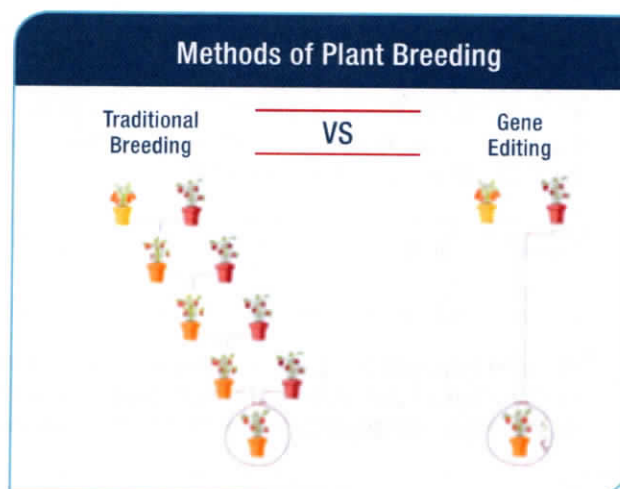 Methods of Plant Breeding
Traditional
Breeding
VS
Gene
Editing